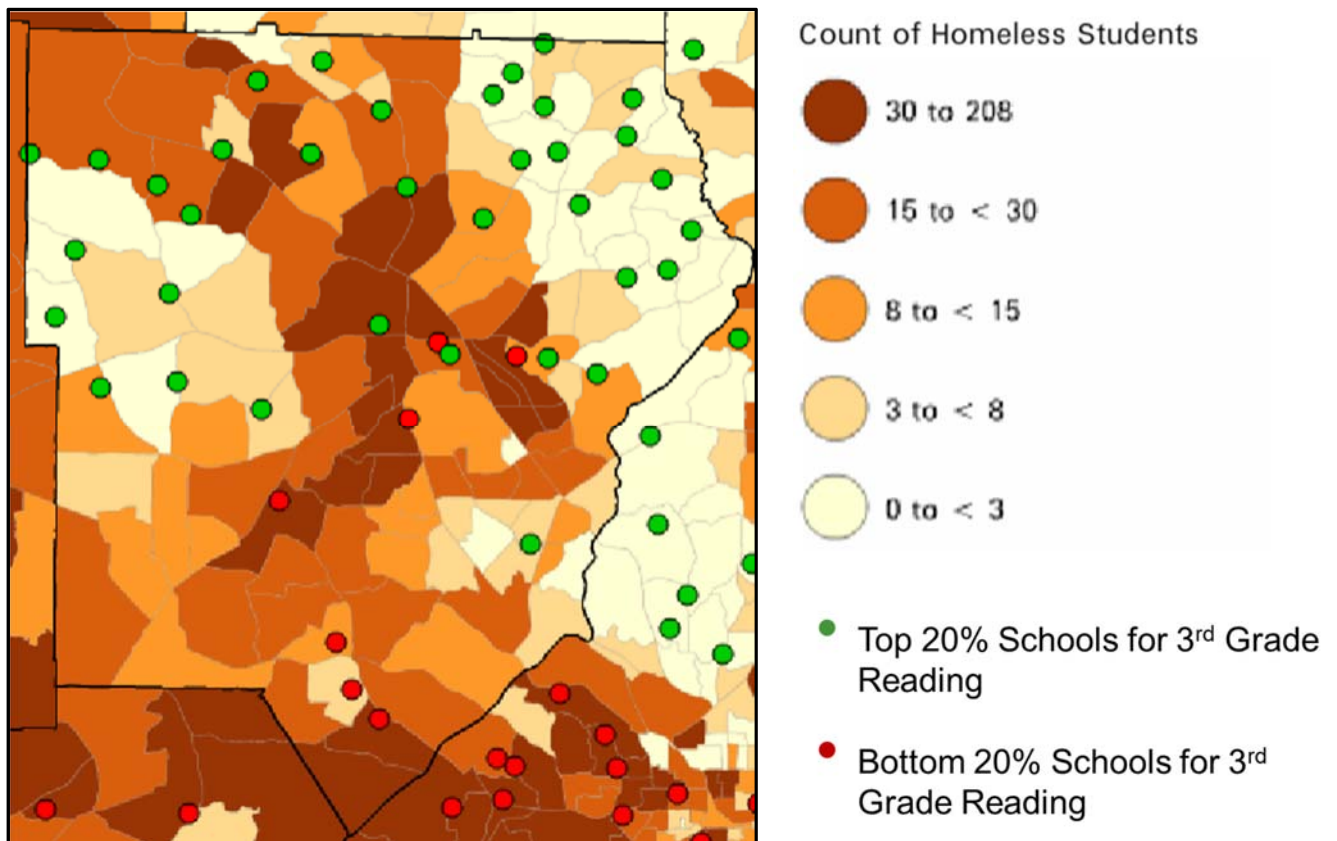 Count of Homeless Students
30 to 208
15 to < 30
8 to < 15
3 to < 8
0 to < 3
Top 20% Schools for 3rd Grade
Reading
Bottom 20% Schools for 3rd
Grade Reading